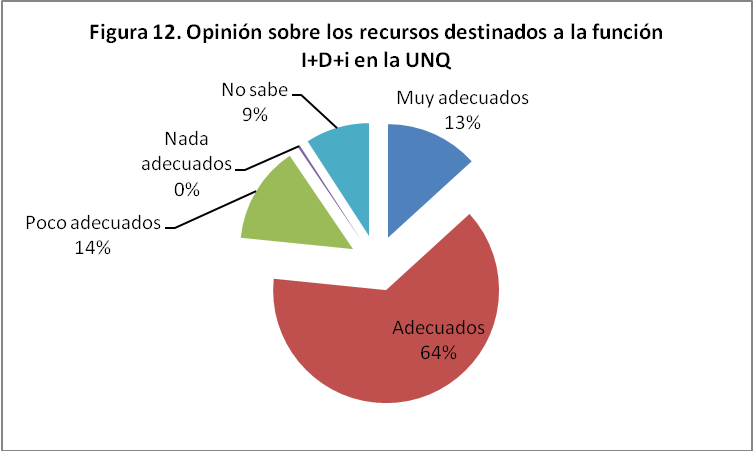 Figura 12. Opinión sobre los recursos destinados a la función
I+D+i en la UNQ
No sabe
9%
Muy adecuados
13%
Nada
adecuados
0%
Poco adecuados
14%
Adecuados
64%